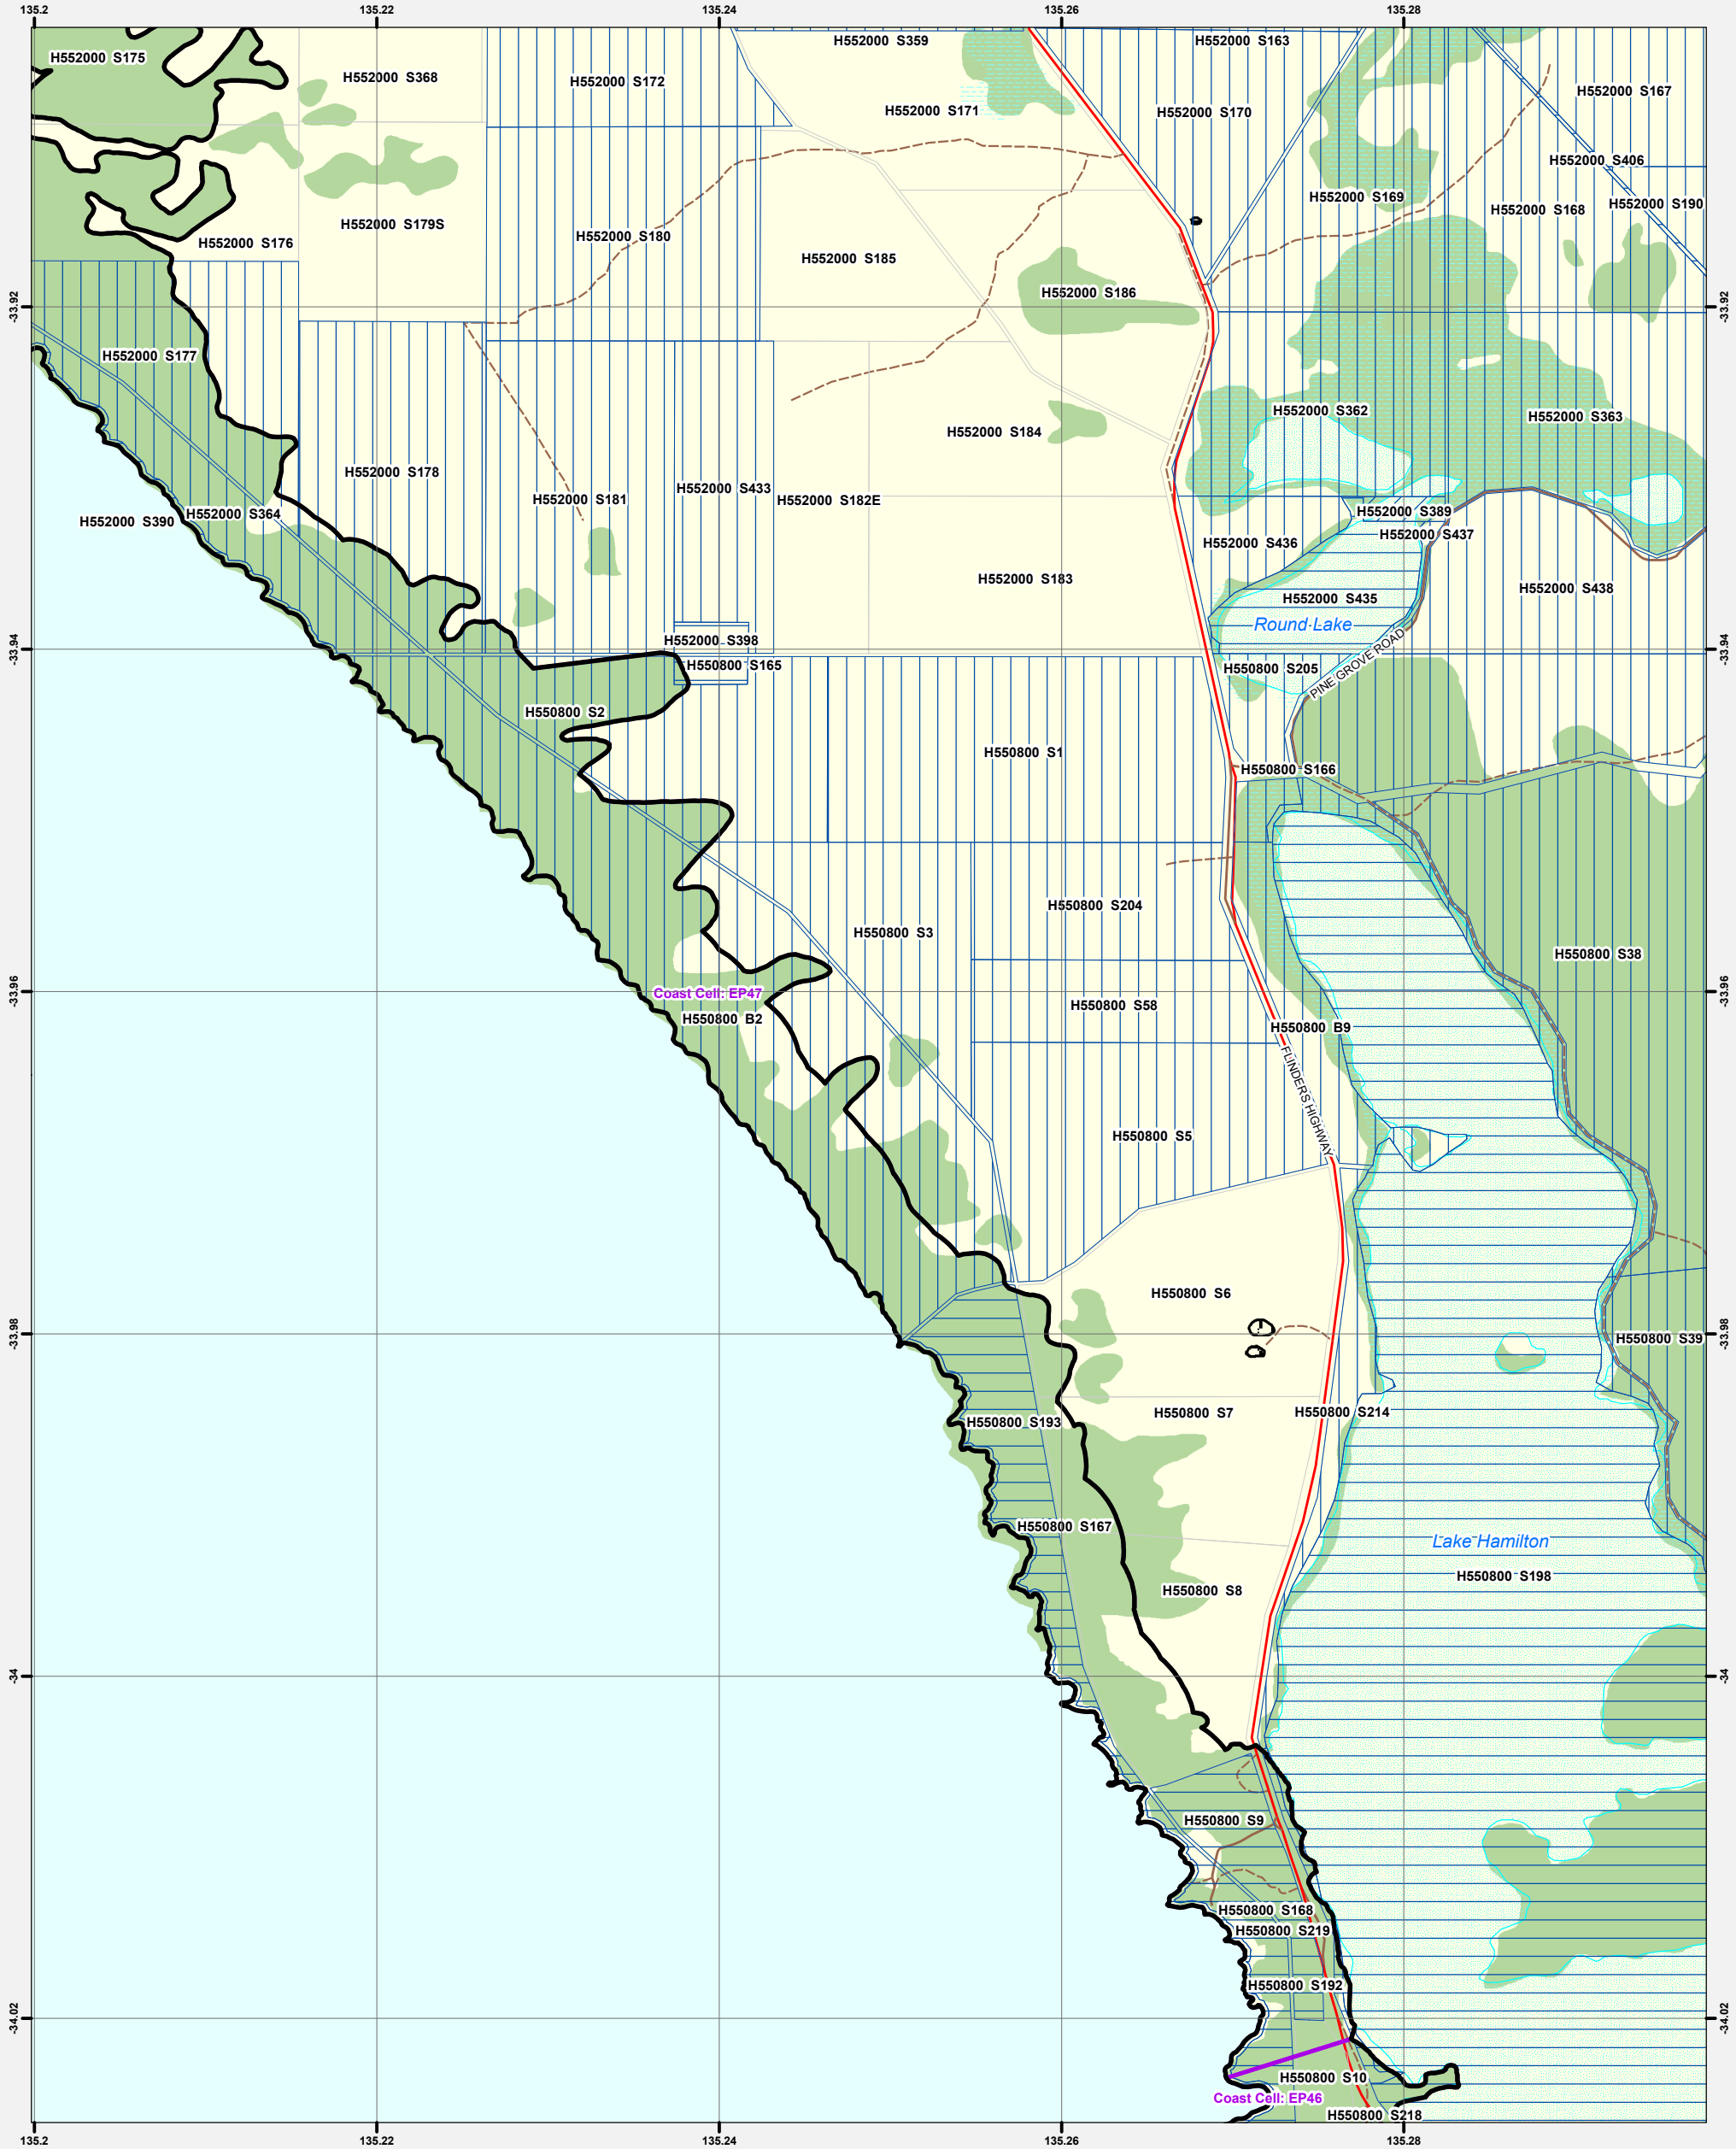 135.2 135.22 135.24 135.26 135.28
H552000 S359
H552000 S163
H552000 S175
H552000 S368
H552000 S172
H552000 S167
H552000 S171
H552000 S170
H552000 S406
H552000 S169
H552000 S190
H552000 S168
H552000 S179S
H552000 S180
H552000 S176
H552000 S185
H552000 S186
-33.92 -33.92
H552000 S177
H552000 S362
H552000 S363
H552000 S184
H552000 S178
H552000 S433
H552000 S181
H552000 S182E
H552000 S364
H552000 S389
H552000 S390
H552000 S437
H552000 S436
H552000 S183
H552000 S438
H552000 S435
Round Lake
H552000 S398
-33.94 -33.94
PINE GROVE ROAD
H550800 S165
H550800 S205
H550800 S2
H550800 S1
H550800 S166
H550800 S204
H550800 S3
H550800 S38
-33.96 -33.96
Coast Cell: EP47
H550800 S58
H550800 B2
H550800 B9
FLINDERS HIGHWAY
H550800 S5
H550800 S6
-33.98 -33.98
H550800 S39
H550800 S7
H550800 S214
H550800 S193
H550800 S167
Lake Hamilton
H550800 S198
H550800 S8
-34 -34
H550800 S9
H550800 S168
H550800 S219
H550800 S192
-34.02 -34.02
H550800 S10
Coast Cell: EP46
H550800 S218
135.2 135.22 135.24 135.26 135.28